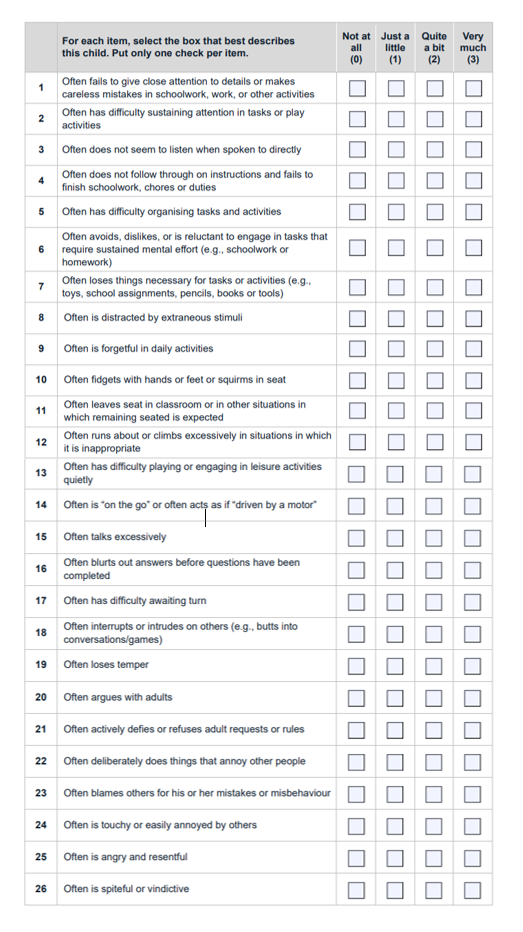 For each item, select the box that best describes
this child. Put only one check per item.
Not at
all
(0)
Just a
little
(1)
Quite
a bit
(2)
Very
much
(3)
1 Often fails to give close attention to details or makes
careless mistakes in schoolwork, work, or other activities
2 Often has difficulty sustaining attention in tasks or play
activities
3 Often does not seem to listen when spoken to directly
4 Often does not follow through on instructions and fails to
finish schoolwork, chores or duties
5 Often has difficulty organising tasks and activities
6 Often avoids, dislikes, or is reluctant to engage in tasks that
require sustained mental effort (e.g., schoolwork or
homework)
7 Often loses things necessary for tasks or activities (e.g.,
toys, school assignments, pencils, books or tools)
8 Often is distracted by extraneous stimuli
9 Often is forgetful in daily activities
10 Often fidgets with hands or feet or squirms in seat
11 Often leaves seat in classroom or in other situations in
which remaining seated is expected
12 Often runs about or climbs excessively in situations in which
it is inappropriate
13 Often has difficulty playing or engaging in leisure activities
quietly
14 Often is “on the go” or often acts as if “driven by a motor”
15 Often talks excessively
16 Often blurts out answers before questions have been
completed
17 Often has difficulty awaiting turn
18 Often interrupts or intrudes on others (e.g., butts into
conversations/games)
19 Often loses temper
20 Often argues with adults
21 Often actively defies or refuses adult requests or rules
22 Often deliberately does things that annoy other people
23 Often blames others for his or her mistakes or misbehaviour
24 Often is touchy or easily annoyed by others
25 Often is angry and resentful
26 Often is spiteful or vindictive